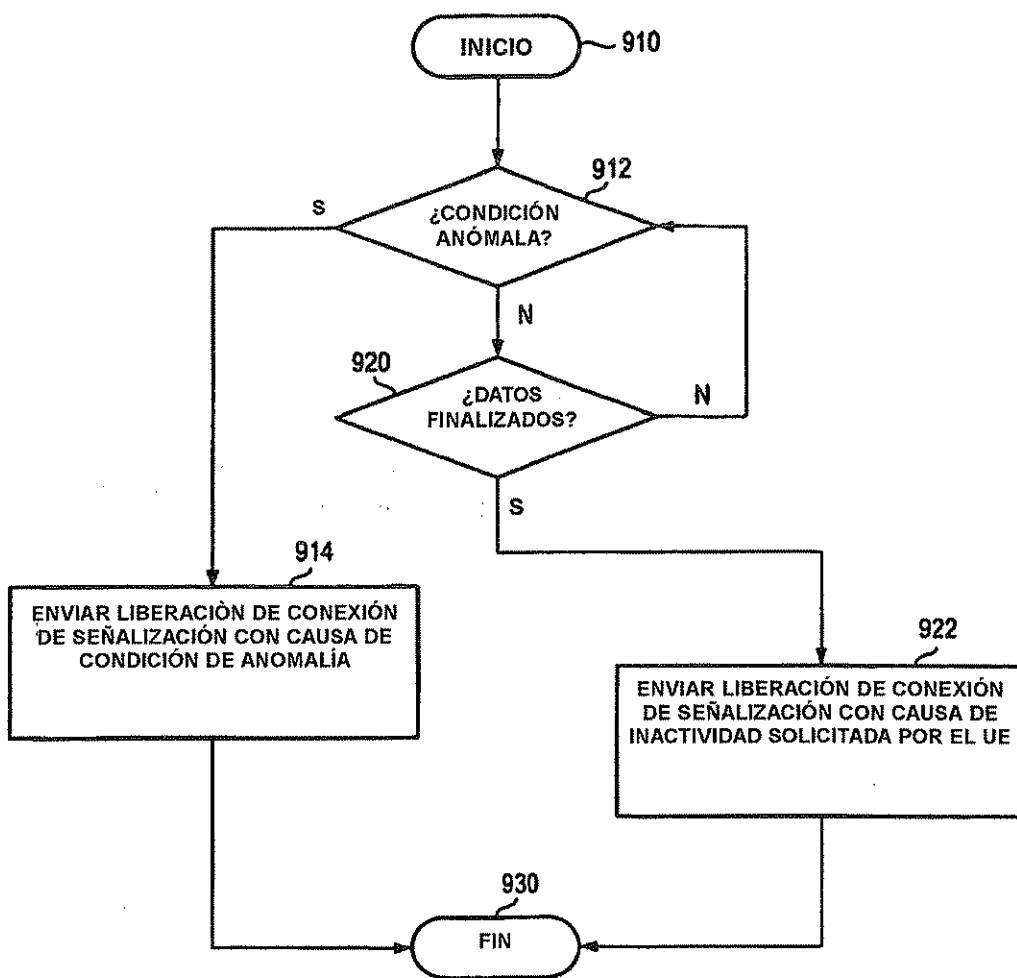 INICIO
910
912
S
¿CONDICIÓN
ANÓMALA?
N
920
¿DATOS
FINALIZADOS?
N
S
914
ENVIAR LIBERACIÒN DE CONEXIÓN
DE SEÑALIZACIÓN CON CAUSA DE
CONDICIÓN DE ANOMALÍA
922
ENVIAR LIBERACIÓN DE CONEXIÓN
DE SEÑALIZACIÓN CON CAUSA DE
INACTIVIDAD SOLICITADA POR EL UE
930
FIN